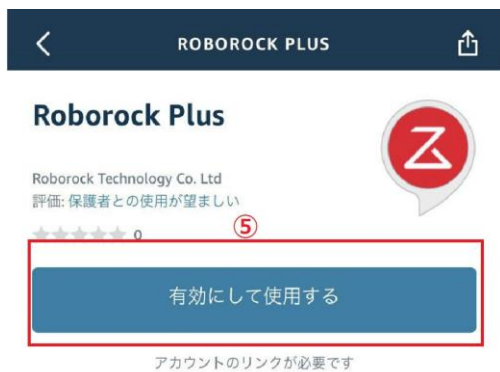 ROBOROCK PLUS
Roborock Plus
Roborock Technology Co. Ltd
評価: 保護者との使用が望ましい
0
⑤
有効にして使用する
アカウントのリンクが必要です